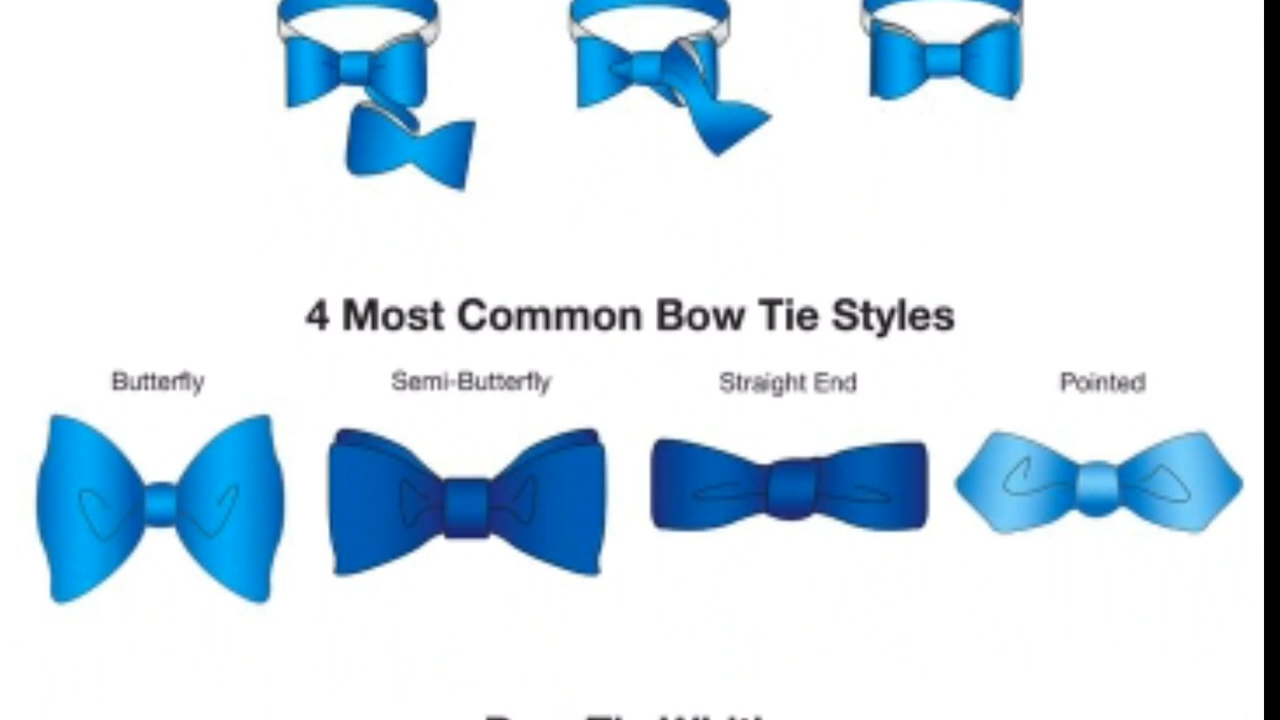 4 Most Common Bow Tie Styles
Butterfly Semi-Butterfly Straight End Pointed